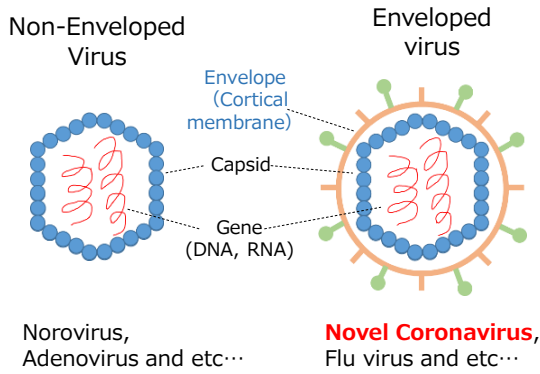 Non-Enveloped
Virus
Enveloped
virus
Envelope
(Cortical
membrane)
Capsid
Gene
(DNA, RNA)
Norovirus,
Adenovirus and etc…
Novel Coronavirus,
Flu virus and etc…